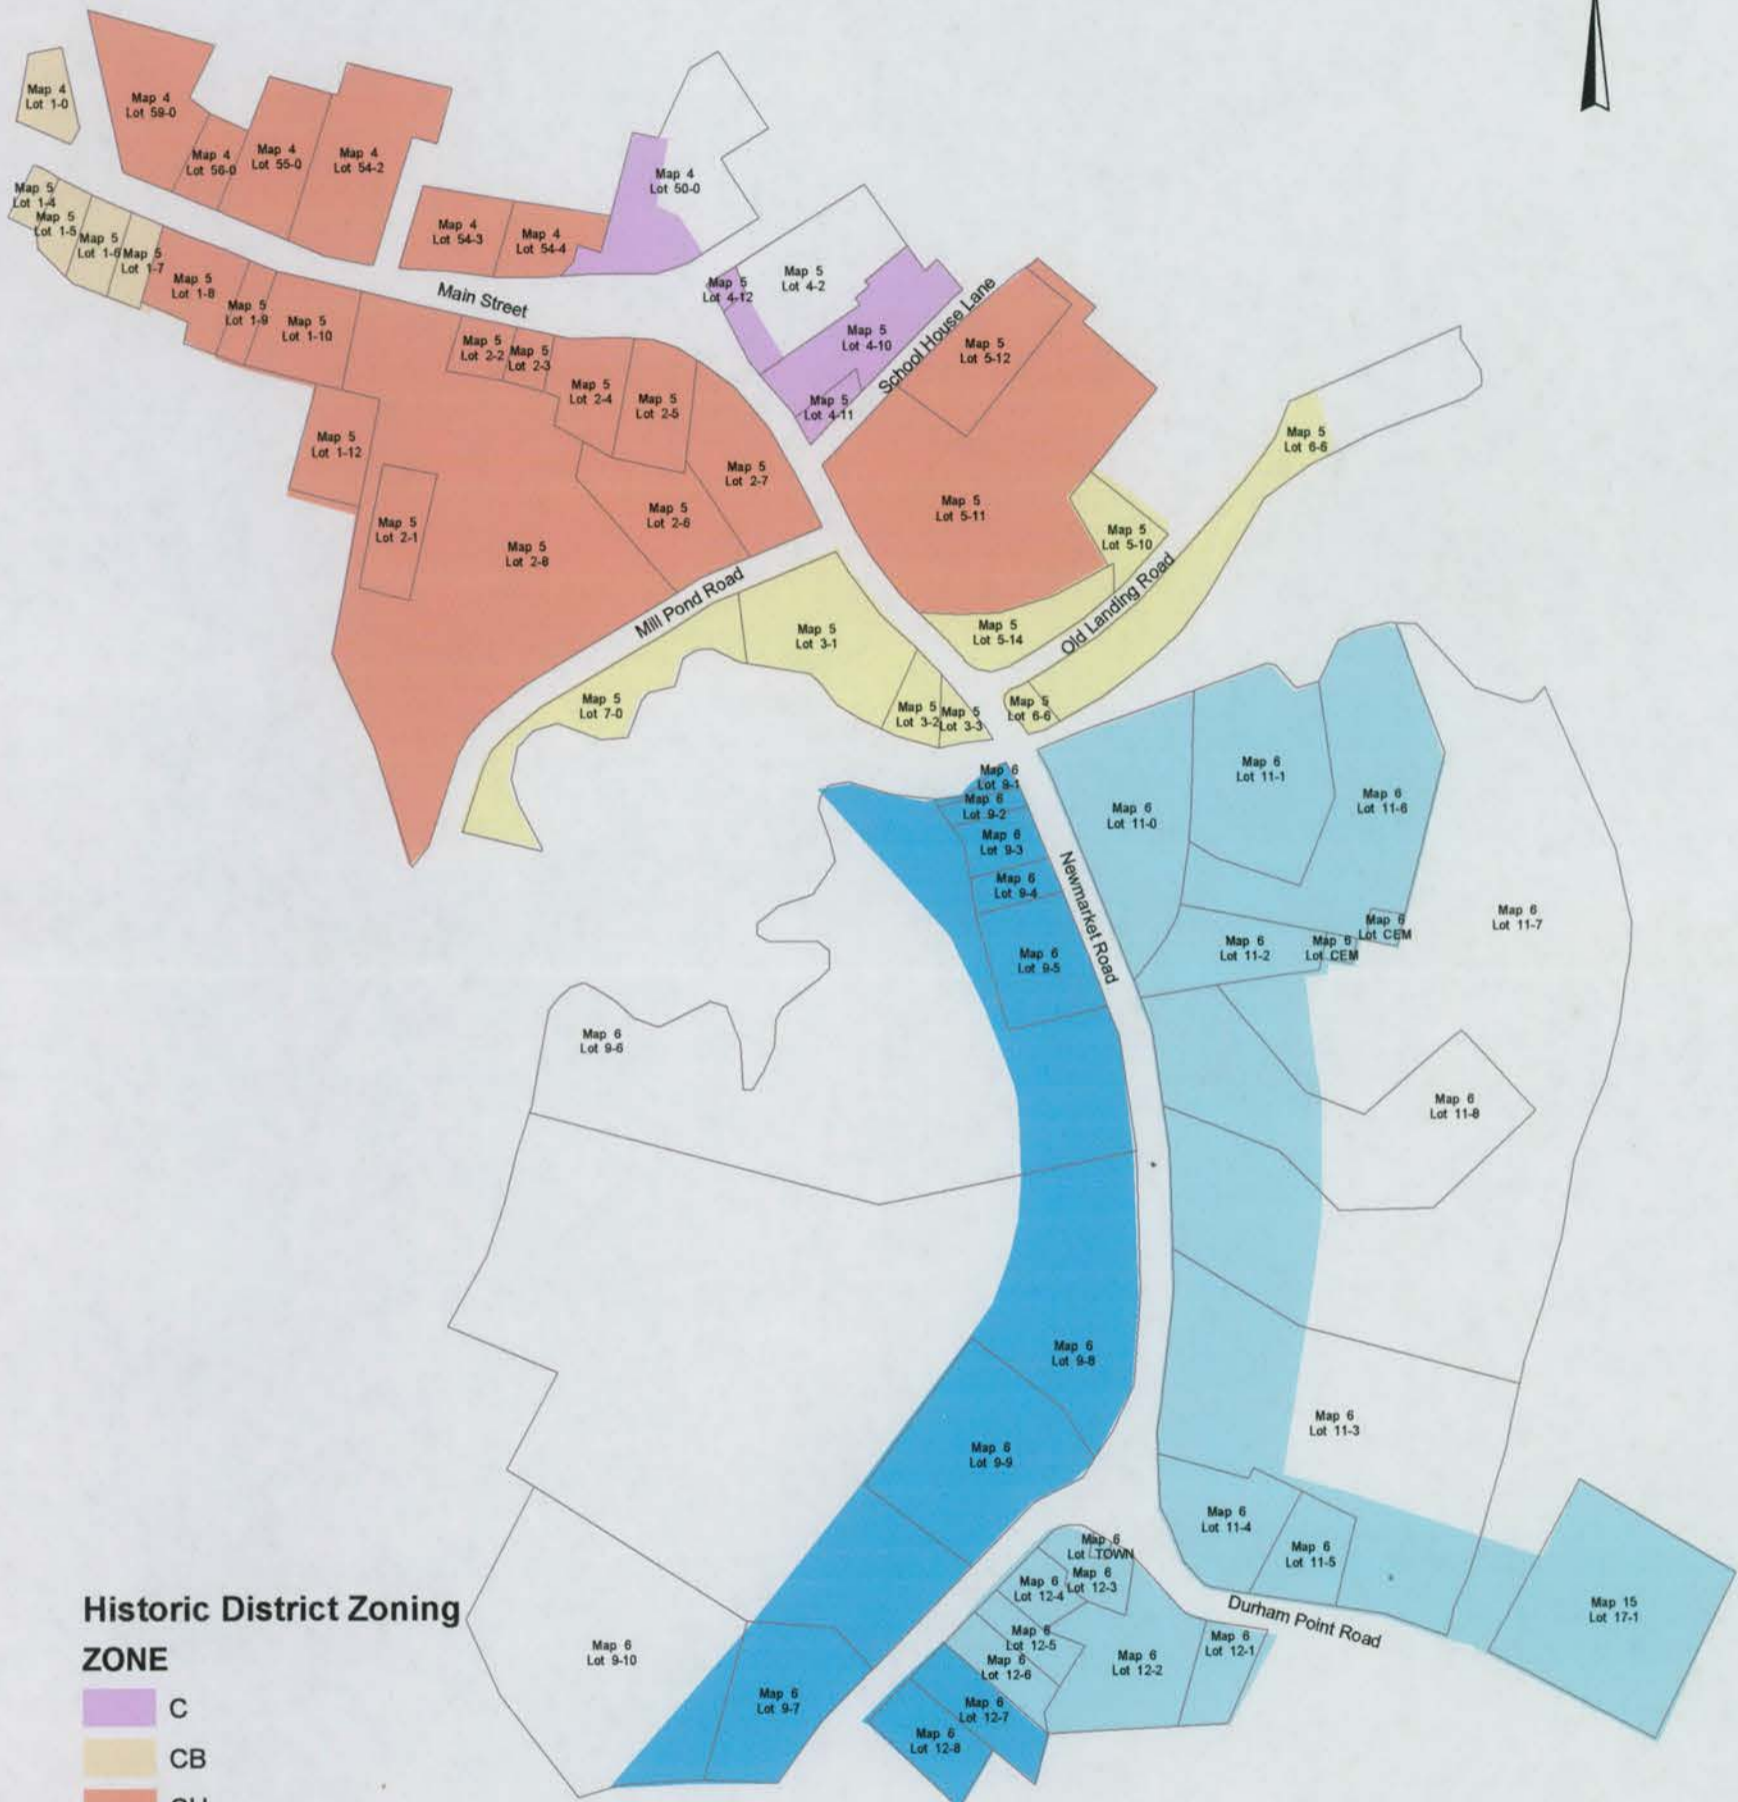 Map 4
Lot 1-0
Map 4
Lot 59-0
Map 4
Lot 56-0
Map 4
Lot 55-0
Map 4
Lot 54-2
Map 4
Lot 54-3
Map 4
Lot 54-4
Map 4
Lot 50-0
Map 5
Lot 1-4
Map 5
Lot 1-5
Map 5
Lot 1-6
Map 5
Lot 1-7
Map 5
Lot 1-8
Map 5
Lot 1-9
Map 5
Lot 1-10
Main Street
Map 5
Lot 4-12
Map 5
Lot 4-2
Map 5
Lot 4-10
Map 5
Lot 4-11
School House Lane
Map 5
Lot 5-12
Map 5
Lot 2-2
Map 5
Lot 2-3
Map 5
Lot 2-4
Map 5
Lot 2-5
Map 5
Lot 2-7
Map 5
Lot 1-12
Map 5
Lot 2-1
Map 5
Lot 2-8
Map 5
Lot 2-6
Map 5
Lot 5-11
Map 5
Lot 5-10
Map 5
Lot 6-6
Mill Pond Road
Old Landing Road
Map 5
Lot 3-1
Map 5
Lot 5-14
Map 5
Lot 7-0
Map 5
Lot 3-2
Map 5
Lot 3-3
Map 5
Lot 6-6
Map 6
Lot 9-1
Map 6
Lot 9-2
Map 6
Lot 9-3
Map 6
Lot 9-4
Map 6
Lot 9-5
Newmarket Road
Map 6
Lot 11-0
Map 6
Lot 11-1
Map 6
Lot 11-6
Map 6
Lot 11-2
Map 6
Lot CEM
Map 6
Lot CEM
Map 6
Lot 11-7
Map 6
Lot 9-6
Map 6
Lot 11-8
Map 6
Lot 9-8
Map 6
Lot 9-9
Map 6
Lot 11-3
Map 6
Lot 11-4
Map 6
Lot 11-5
Map 6
Lot TOWN
Map 6
Lot 12-3
Map 6
Lot 12-4
Map 6
Lot 12-5
Map 6
Lot 12-6
Map 6
Lot 12-2
Map 6
Lot 12-1
Durham Point Road
Map 15
Lot 17-1
Map 6
Lot 9-10
Map 6
Lot 9-7
Map 6
Lot 12-7
Map 6
Lot 12-8
Historic District Zoning
ZONE
C
CB